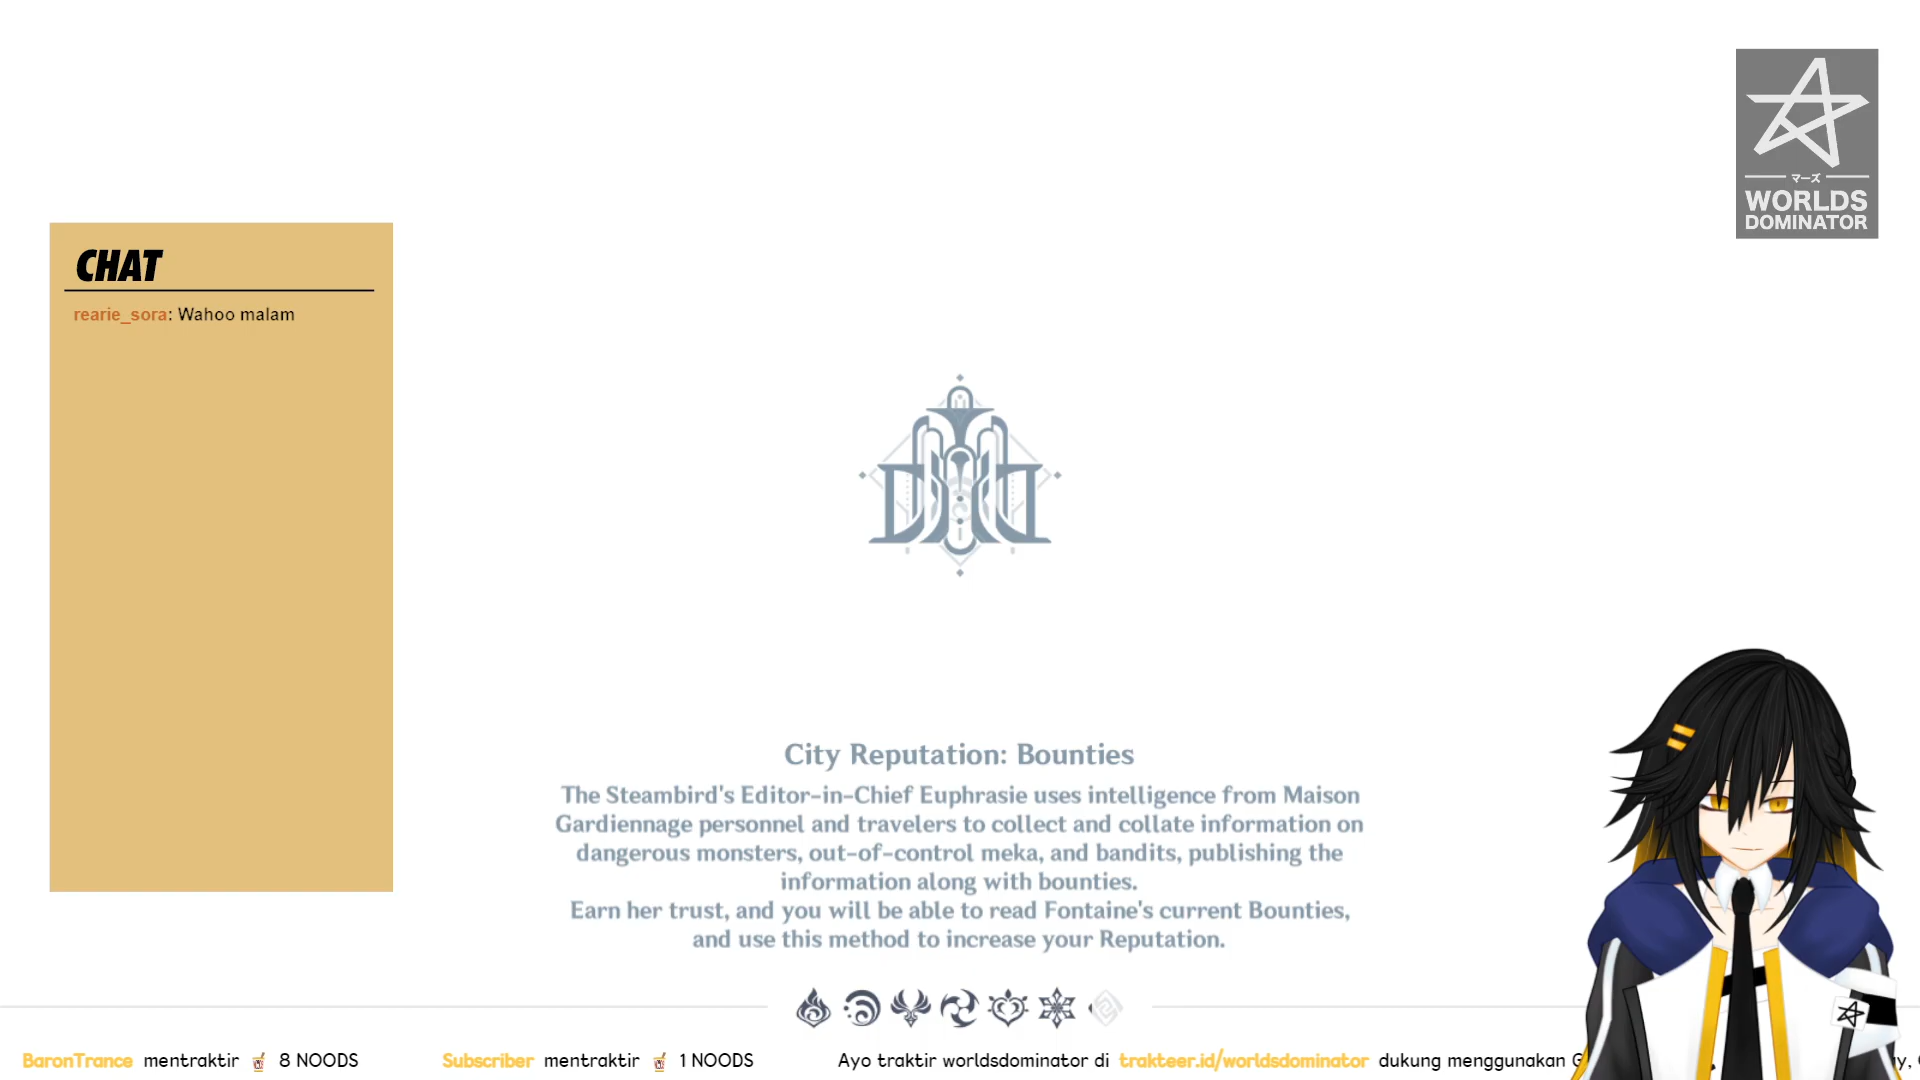 マーズ
WORLDS
DOMINATOR
CHAT
rearie_sora: Wahoo malam
City Reputation: Bounties
The Steambird's Editor-in-Chief Euphrasie uses intelligence from Maison
Gardiennage personnel and travelers to collect and collate information on
dangerous monsters, out-of-control meka, and bandits, publishing the
information along with bounties.
Earn her trust, and you will be able to read Fontaine's current Bounties,
and use this method to increase your Reputation.
BaronTrance mentraktir 8 NOODS Subscriber mentraktir 1 NOODS Ayo traktir worldsdominator di trakteer.id/worldsdominator dukung menggunakan